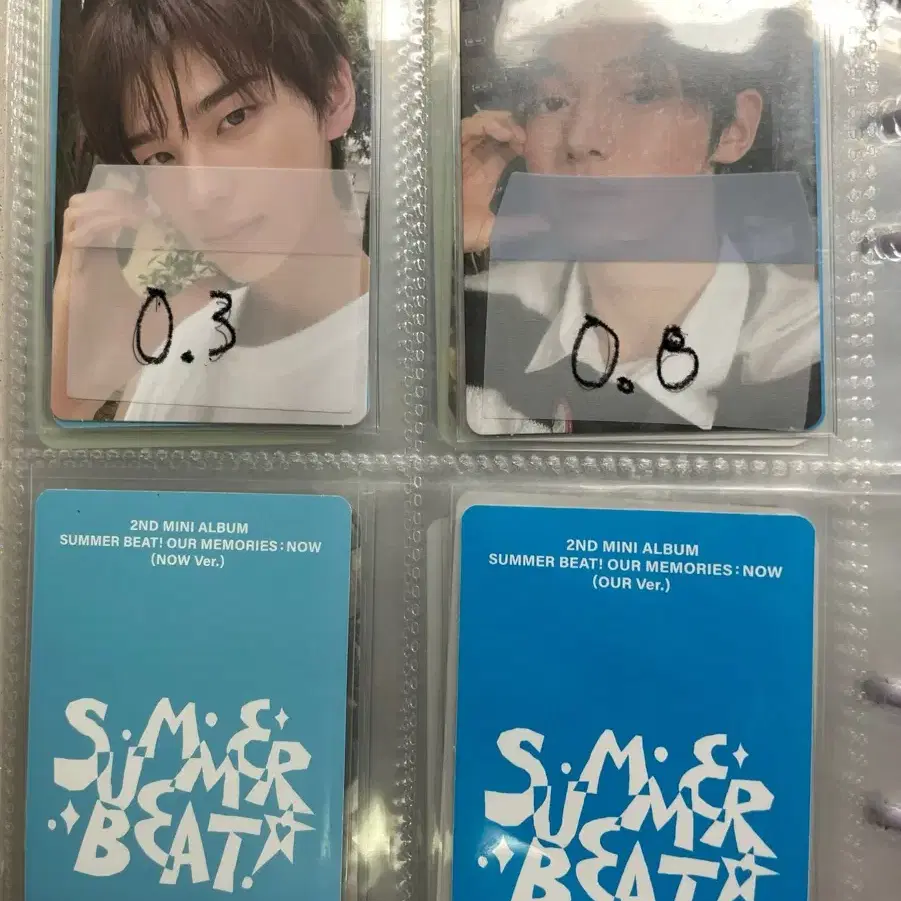 0.3
0.8
2ND MINI ALBUM
SUMMER BEAT! OUR MEMORIES : NOW
(NOW Ver.)
SUMMER
BEAT!
2ND MINI ALBUM
SUMMER BEAT! OUR MEMORIES : NOW
(OUR Ver.)
SUMMER
BEAT!